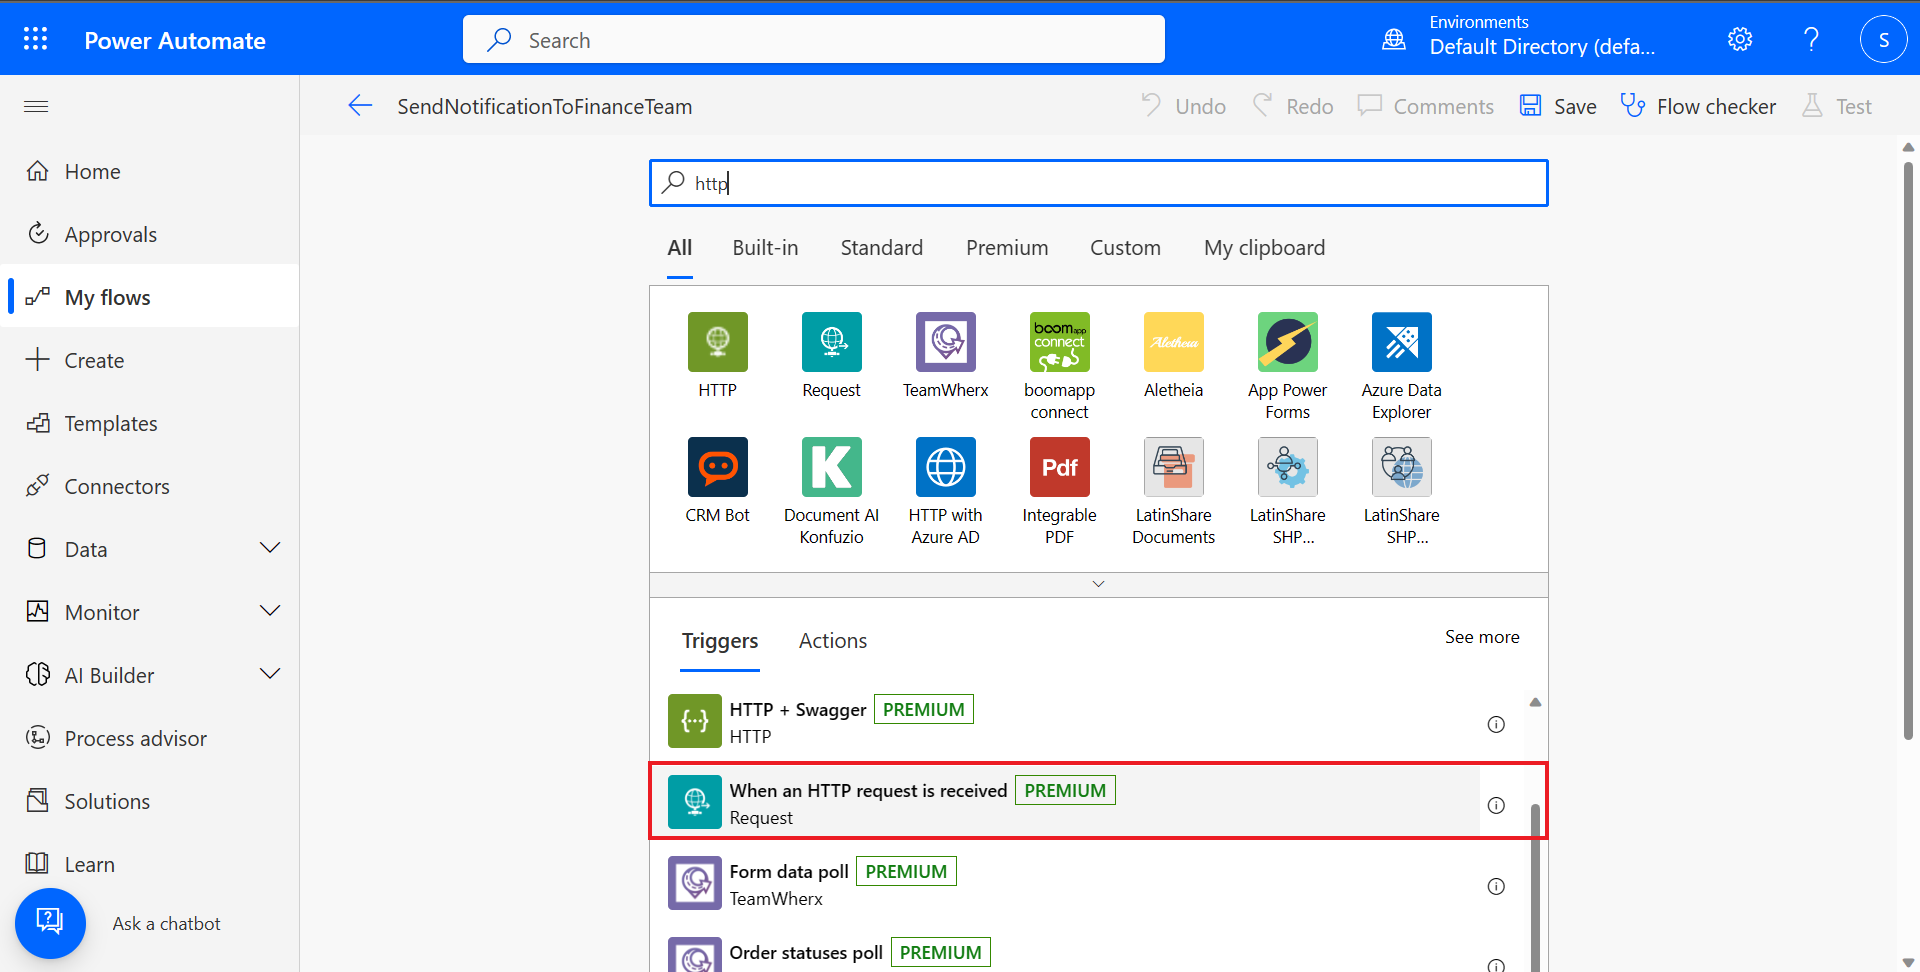 Power Automate
Search
Environments
Default Directory (defa...
S
SendNotificationToFinanceTeam
Undo
Redo
Comments
Save
Flow checker
Test
Home
Approvals
My flows
Create
Templates
Connectors
Data
Monitor
AI Builder
Process advisor
Solutions
Learn
Ask a chatbot
http
All
Built-in
Standard
Premium
Custom
My clipboard
HTTP
Request
TeamWherx
boomapp
connect
boomapp
connect
Aletheia
Aletheia
App Power
Forms
Azure Data
Explorer
CRM Bot
K
Document AI
Konfuzio
HTTP with
Azure AD
Pdf
Integrable
PDF
LatinShare
Documents
LatinShare
SHP...
LatinShare
SHP...
Triggers
Actions
See more
HTTP + Swagger PREMIUM
HTTP
When an HTTP request is received PREMIUM
Request
Form data poll PREMIUM
TeamWherx
Order statuses poll PREMIUM